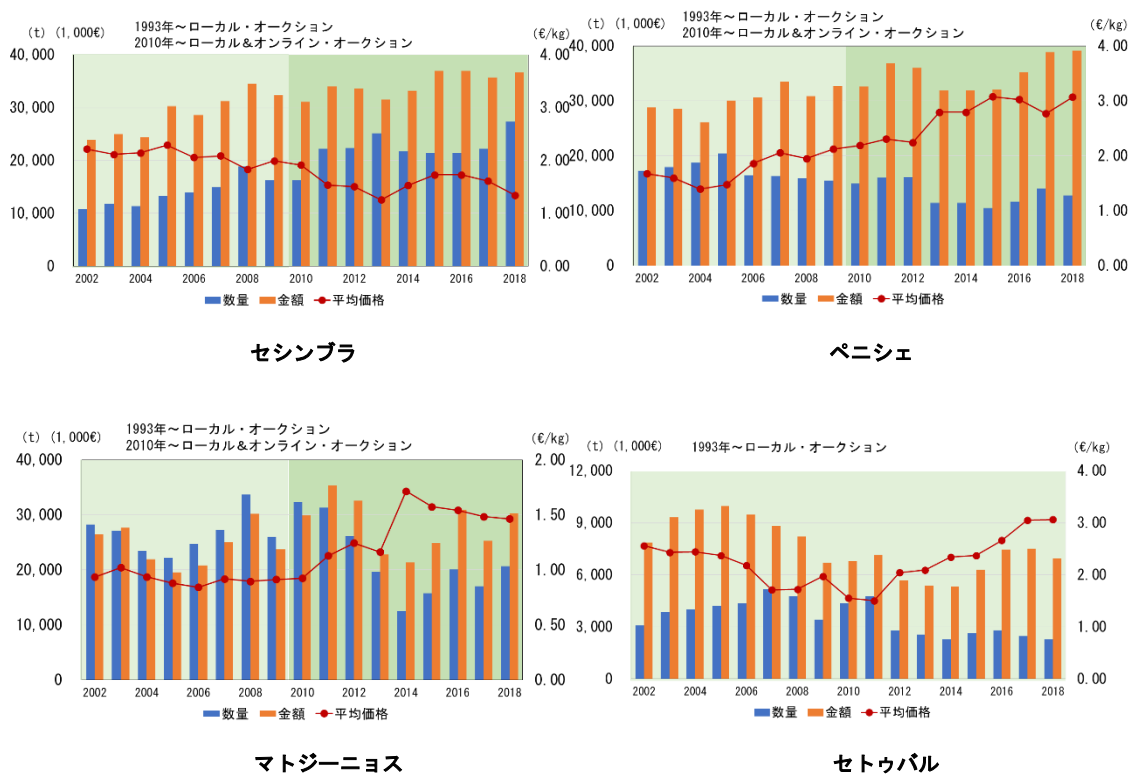 (t) (1,000€)
1993年～ローカル・オークション
2010年～ローカル＆オンライン・オークション
(€/kg)
40,000
30,000
20,000
10,000
0
4.00
3.00
2.00
1.00
0.00
2002 2004 2006 2008 2010 2012 2014 2016 2018
数量 金額 平均価格
セシンブラ
(t) (1,000€)
1993年～ローカル・オークション
2010年～ローカル＆オンライン・オークション
(€/kg)
40,000
30,000
20,000
10,000
0
4.00
3.00
2.00
1.00
0.00
2002 2004 2006 2008 2010 2012 2014 2016 2018
数量 金額 平均価格
ペニシェ
(t) (1,000€)
1993年～ローカル・オークション
2010年～ローカル＆オンライン・オークション
(€/kg)
40,000
30,000
20,000
10,000
0
2.00
1.50
1.00
0.50
0.00
2002 2004 2006 2008 2010 2012 2014 2016 2018
数量 金額 平均価格
マトジーニョス
(t) (1,000€)
1993年～ローカル・オークション
(€/kg)
12,000
9,000
6,000
3,000
0
4.00
3.00
2.00
1.00
0.00
2002 2004 2006 2008 2010 2012 2014 2016 2018
数量 金額 平均価格
セトゥバル